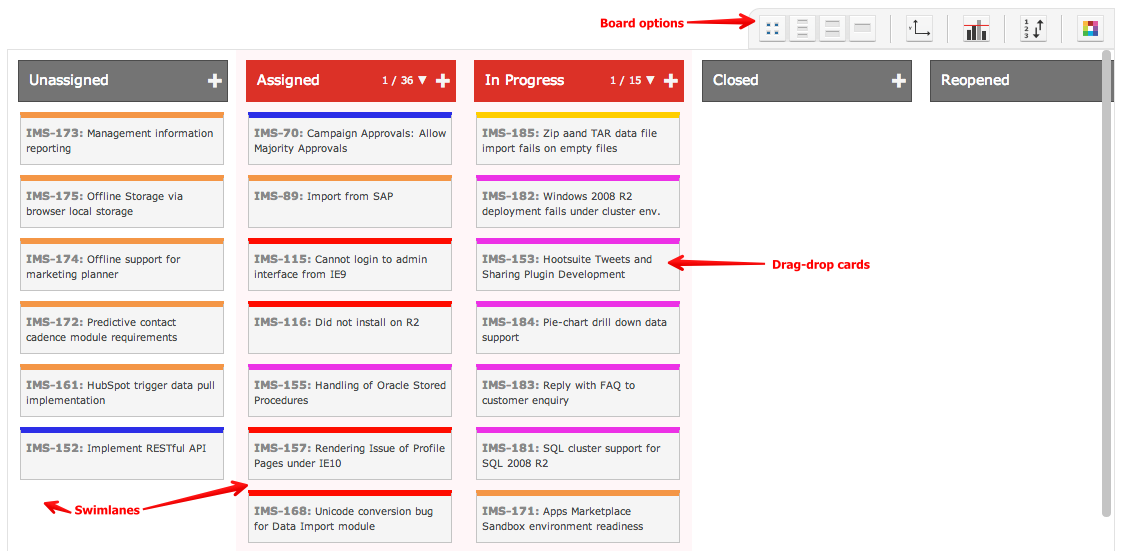 Board options
1
2
3
Unassigned
IMS-173: Management information
reporting
IMS-175: Offline Storage via
browser local storage
IMS-174: Offline support for
marketing planner
IMS-172: Predictive contact
cadence module requirements
IMS-161: HubSpot trigger data pull
implementation
IMS-152: Implement RESTful API
Assigned 1 / 36 ▼
IMS-70: Campaign Approvals: Allow
Majority Approvals
IMS-89: Import from SAP
IMS-115: Cannot login to admin
interface from IE9
IMS-116: Did not install on R2
IMS-155: Handling of Oracle Stored
Procedures
IMS-157: Rendering Issue of Profile
Pages under IE10
IMS-168: Unicode conversion bug
for Data Import module
In Progress 1 / 15 ▼
IMS-185: Zip aand TAR data file
import fails on empty files
IMS-182: Windows 2008 R2
deployment fails under cluster env.
IMS-153: Hootsuite Tweets and
Sharing Plugin Development
IMS-184: Pie-chart drill down data
support
IMS-183: Reply with FAQ to
customer enquiry
IMS-181: SQL cluster support for
SQL 2008 R2
IMS-171: Apps Marketplace
Sandbox environment readiness
Closed
Reopened
Drag-drop cards
Swimlanes